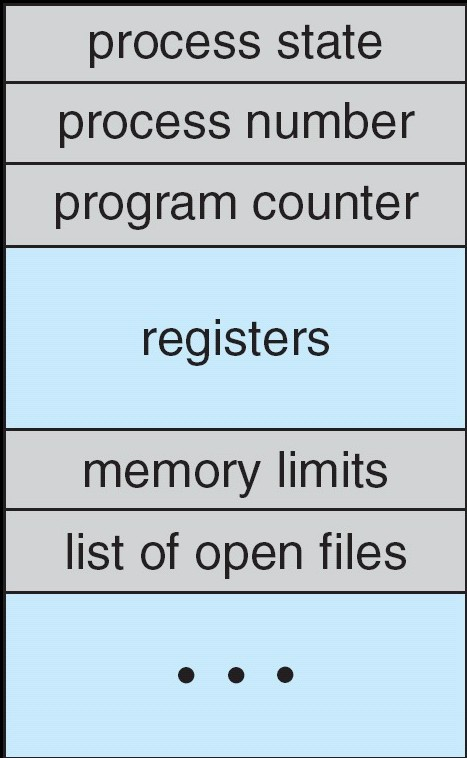 process state
process number
program counter
registers
memory limits
list of open files
• • •